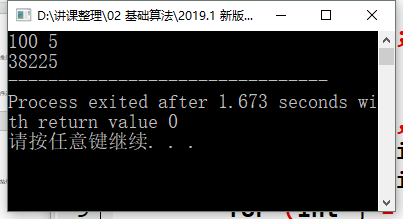 D:\讲课整理\02 基础算法\2019.1 新版...
100 5
38225
--------------------------------
Process exited after 1.673 seconds wi
th return value 0
请按任意键继续. . .
for (int